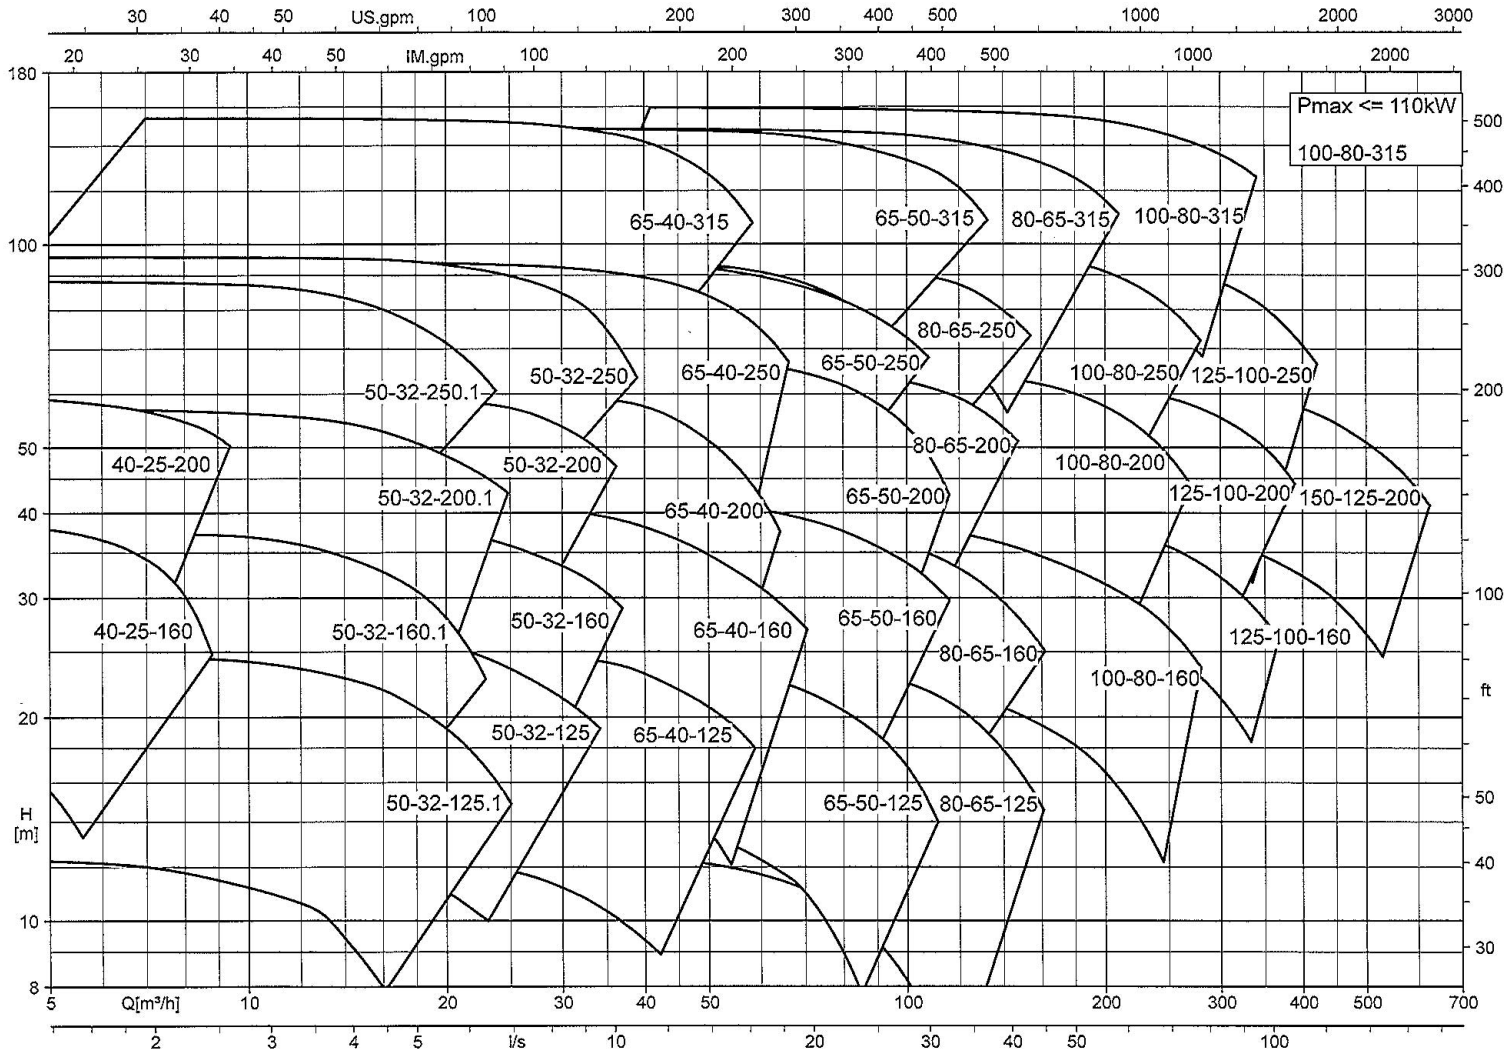 30 40 50 US.gpm 100 200 300 400 500 1000 2000 3000
20 30 40 50 IM.gpm 100 200 300 400 500 1000 2000
180
Pmax <= 110kW
500
100-80-315
400
65-40-315 65-50-315 80-65-315 100-80-315
100
300
80-65-250
50-32-250.1 50-32-250 65-40-250 65-50-250 100-80-250 125-100-250
200
50
40-25-200 50-32-200 80-65-200 100-80-200
50-32-200.1 65-40-200 65-50-200 125-100-200 150-125-200
40
30
100
40-25-160 50-32-160.1 50-32-160 65-40-160 65-50-160 80-65-160 125-100-160
100-80-160
ft
20
50-32-125 65-40-125
50-32-125.1 65-50-125 80-65-125
50
H
[m]
40
10
30
8
5 Q[m³/h] 10 20 30 40 50 100 200 300 400 500 700
2 3 4 5 l/s 10 20 30 40 50 100